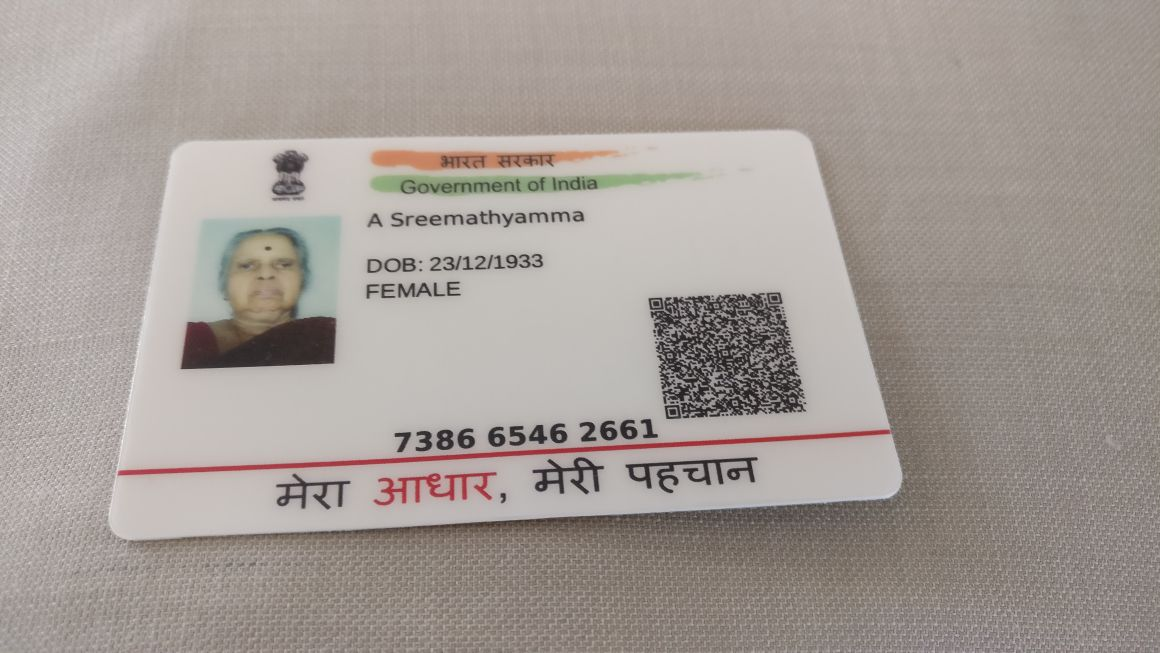 भारत सरकार
Government of India
A Sreemathyamma
DOB: 23/12/1933
FEMALE
7386 6546 2661
मेरा आधार, मेरी पहचान